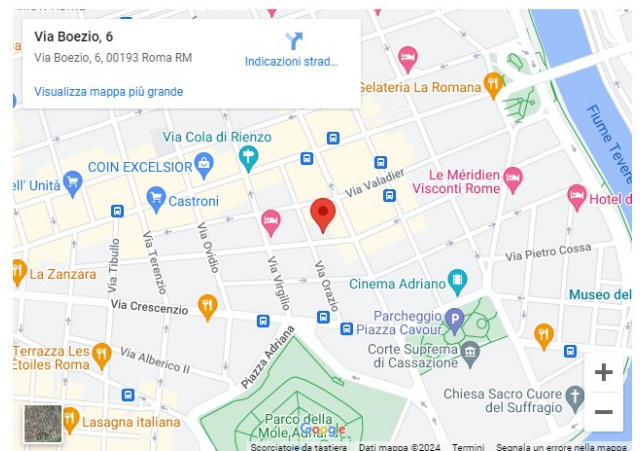 Via Boezio, 6
Via Boezio, 6, 00193 Roma RM
Indicazioni strad...
Visualizza mappa più grande
Gelateria La Romana
Fiume Tevere
Via Cola di Rienzo
COIN EXCELSIOR
ell' Unità
Castroni
Via Valadier
Le Méridien
Visconti Rome
Hotel d
Via Tibullo
Via Terenzio
Via Ovidio
Via Virgilio
Via Orazio
Via Pietro Cossa
La Zanzara
Cinema Adriano
Museo del
Via Crescenzio
Parcheggio
Piazza Cavour
Piazza Adriana
Corte Suprema
di Cassazione
Terrazza Les
Etoiles Roma
Via Alberico II
Chiesa Sacro Cuore
del Suffragio
Lasagna italiana
Parco della
Mole Adriana
Google
Scorciatoie da tastiera
Dati mappa ©2024
Termini
Segnala un errore nella mappa